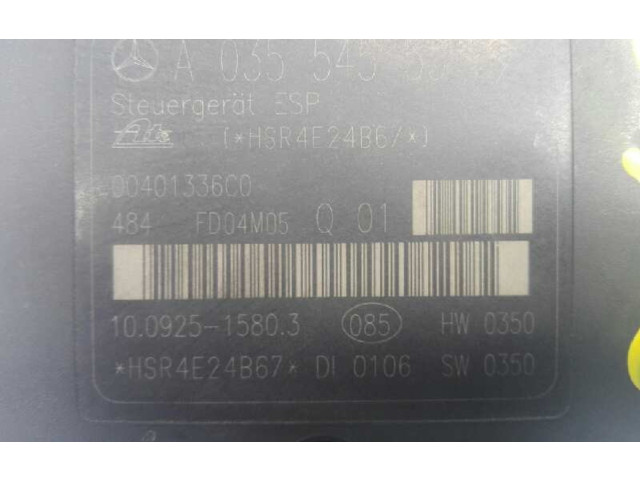 A 035 545
Steuergerät ESP
Ate (*HSR4E24B67*)
00401336C0
484 FD04M05 Q 01
10.0925-1580.3 085 HW 0350
*HSR4E24B67* DI 0106 SW 0350